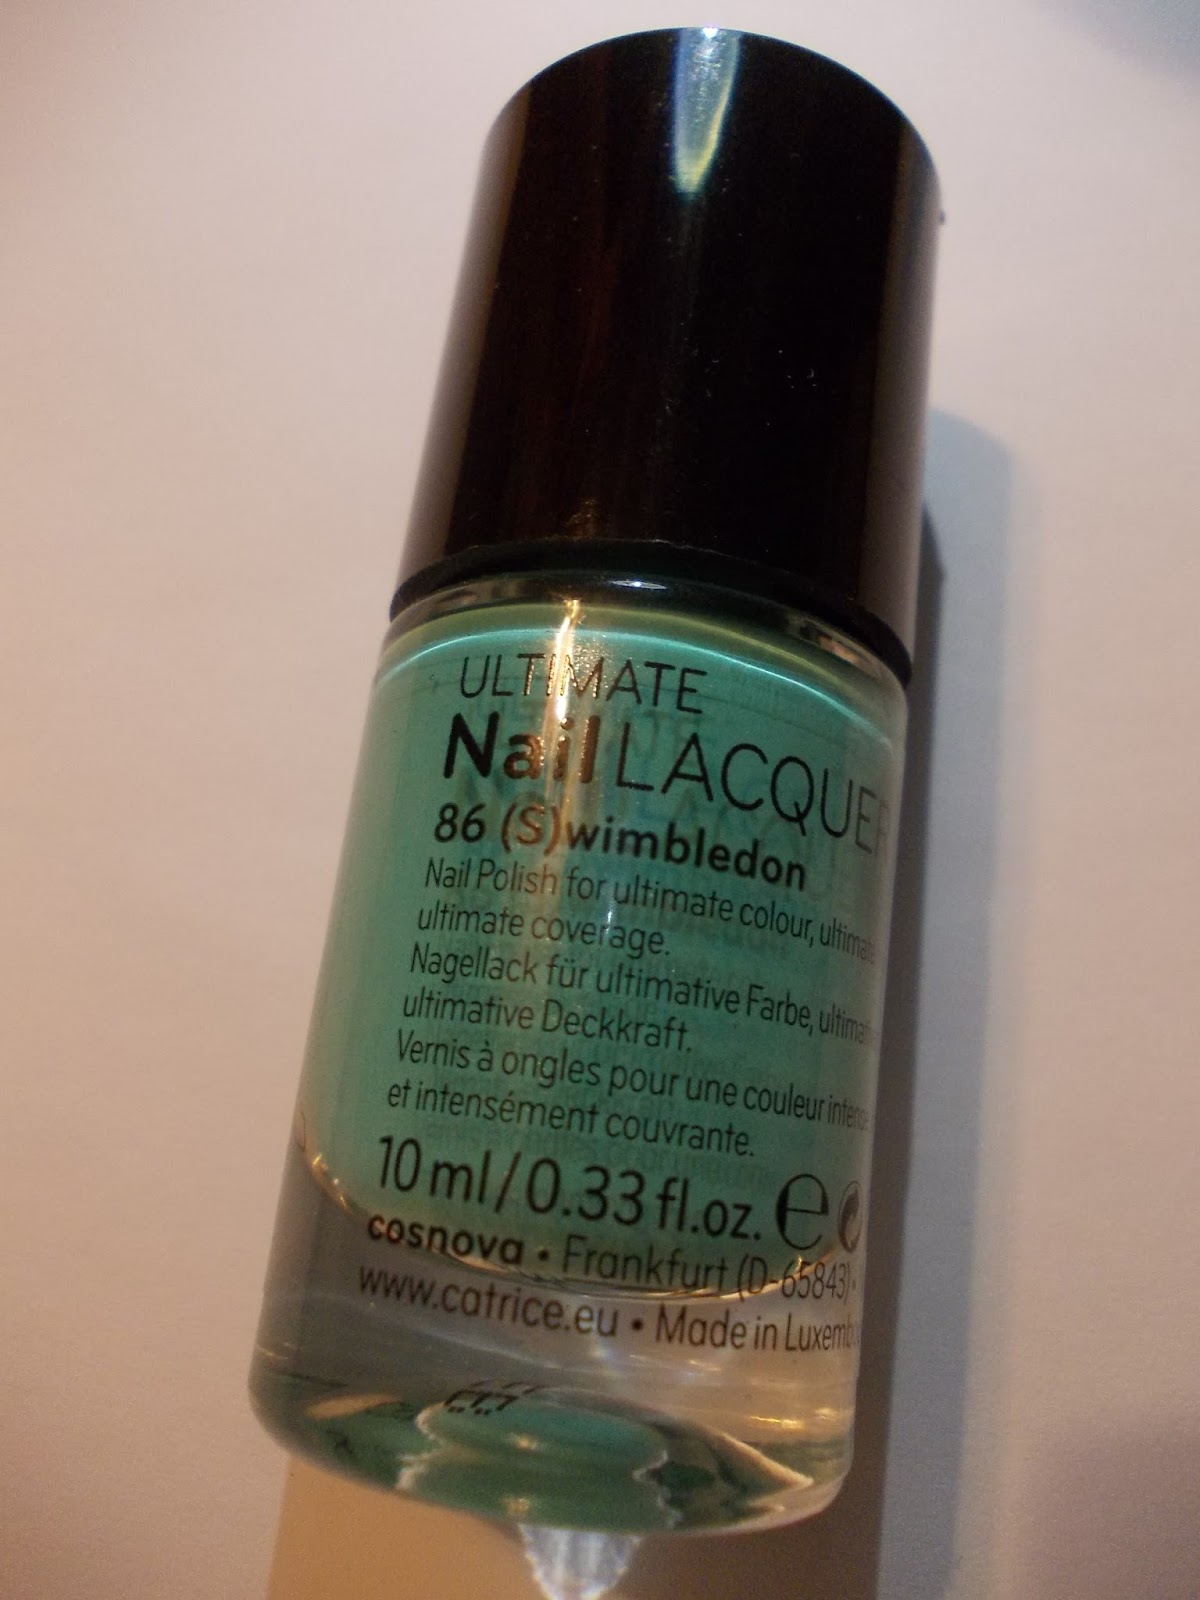 ULTIMATE
Nail LACQUER
86 (S)wimbledon
Nail Polish for ultimate colour, ultimate
ultimate coverage.
Nagellack für ultimative Farbe,
ultimative Deckkraft.
Vernis à ongles pour une couleur intense
et intensément couvrante.
10 ml/0.33 fl.oz. e
cosnova • Frankfurt (D-65843) •
www.catrice.eu • Made in